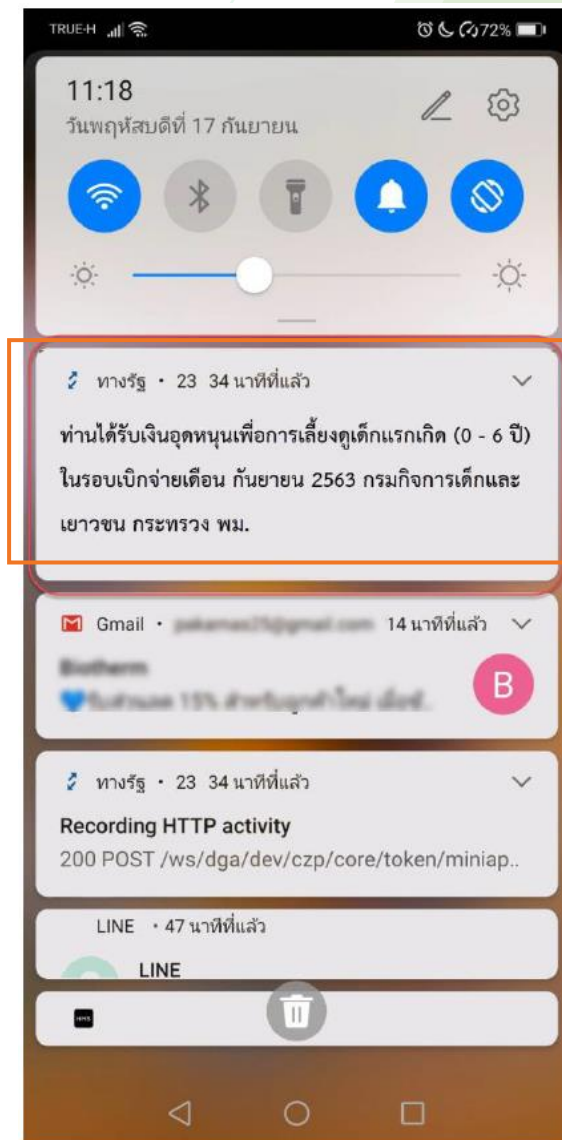 TRUE-H 72%
11:18
วันพฤหัสบดีที่ 17 กันยายน
ทางรัฐ • 23 34 นาทีที่แล้ว
ท่านได้รับเงินอุดหนุนเพื่อการเลี้ยงดูเด็กแรกเกิด (0 - 6 ปี)
ในรอบเบิกจ่ายเดือน กันยายน 2563 กรมกิจการเด็กและ
เยาวชน กระทรวง พม.
Gmail • 14 นาทีที่แล้ว
B
ทางรัฐ • 23 34 นาทีที่แล้ว
Recording HTTP activity
200 POST /ws/dga/dev/czp/core/token/miniap..
LINE • 47 นาทีที่แล้ว
LINE